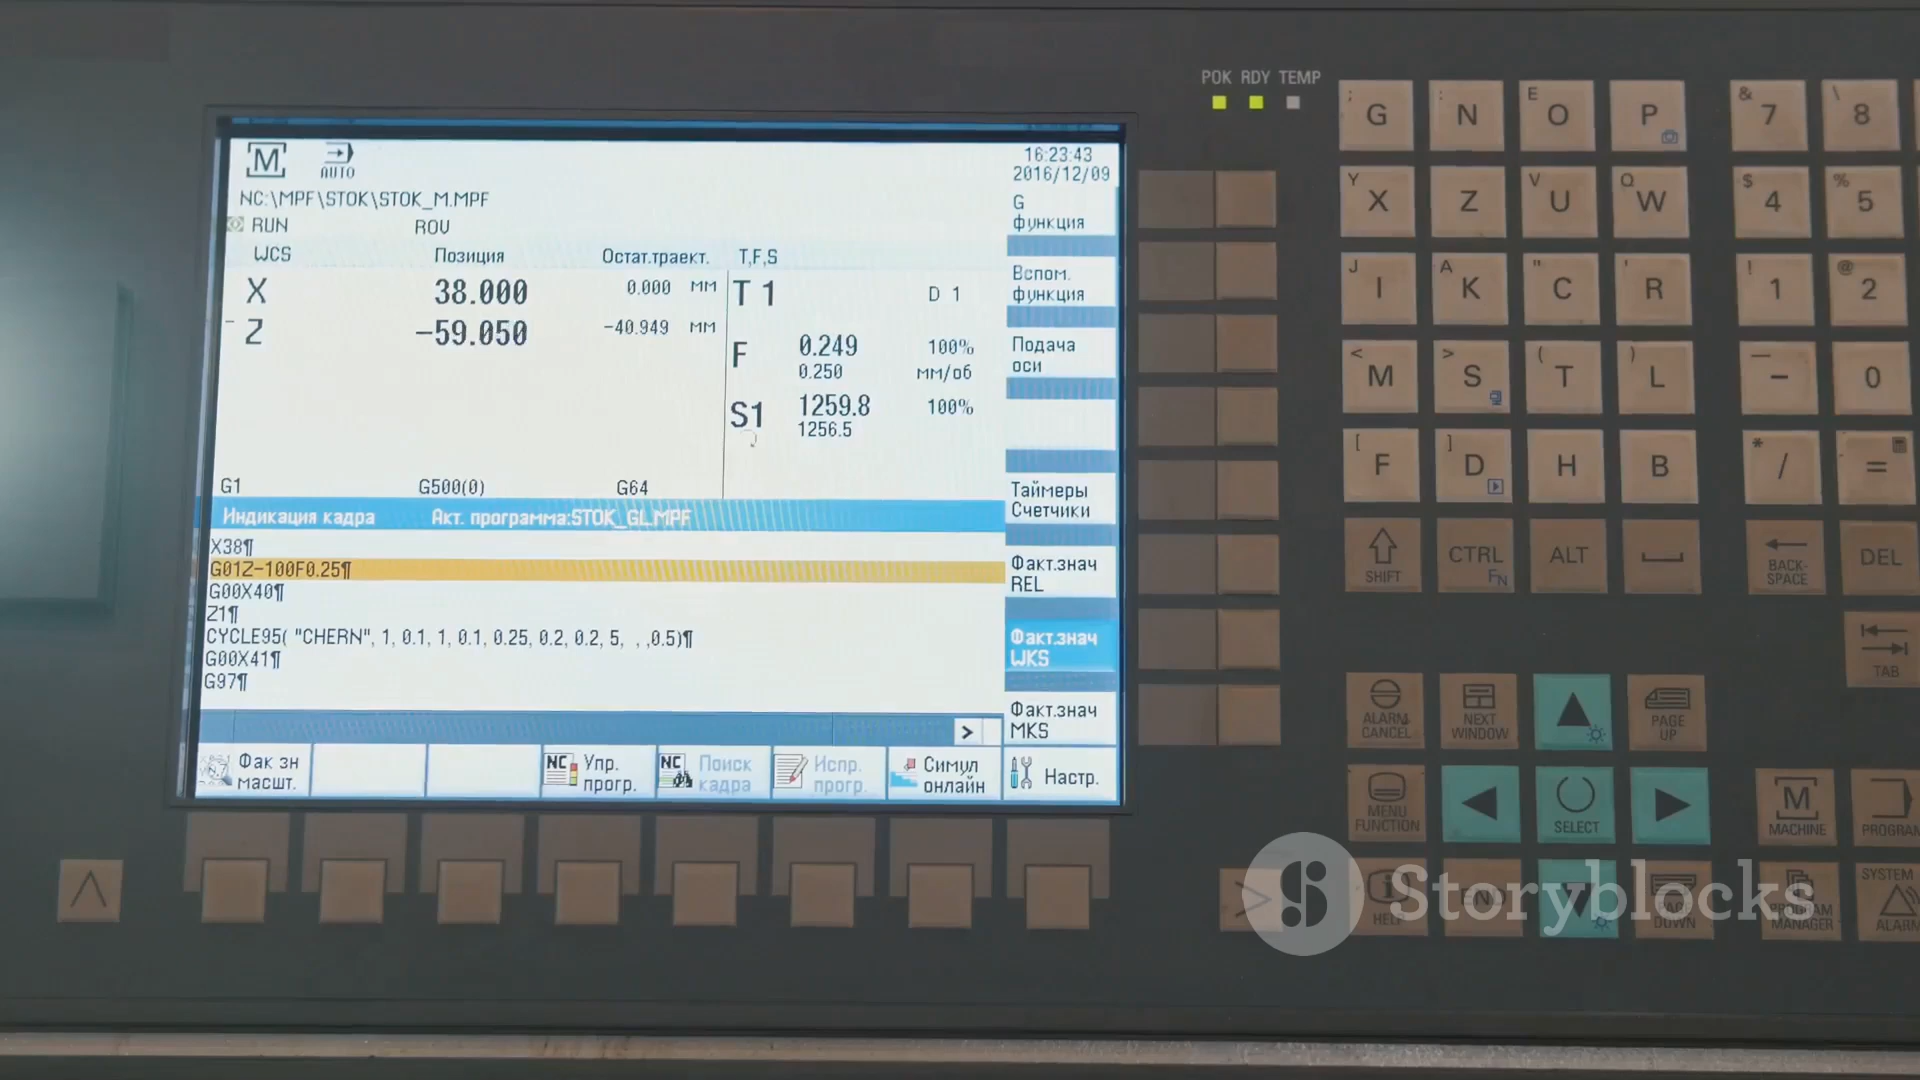 POK RDY TEMP
M
AUTO
16:23:43
2016/12/09
NC:\MPF\STOK\STOK_M.MPF
RUN ROV
WCS Позиция Остат.траект. T,F,S
X 38.000 0.000 мм T 1 D 1
Z -59.050 -40.949 мм
F 0.249 100%
0.250 мм/об
S1 1259.8 100%
1256.5
G1 G500(0) G64
Индикация кадра Акт. программа:STOK_GL.MPF
X38¶
G01Z-100F0.25¶
G00X40¶
Z1¶
CYCLE95( "CHERN", 1, 0.1, 1, 0.1, 0.25, 0.2, 0.2, 5, , ,0.5)¶
G00X41¶
G97¶
G
функция
Вспом.
функция
Подача
оси
Таймеры
Счетчики
Факт.знач
REL
Факт.знач
WKS
Факт.знач
MKS
>
Фак зн
масшт.
NC Упр.
прогр.
NC Поиск
кадра
Испр.
прогр.
Симул
онлайн
Настр.
; G : N E O P & 7 \ 8
Y X Z V U Q W $ 4 % 5
J I A K " C ' R ! 1 @ 2
< M > S ( T ) L - 0
[ F ] D H B * / =
SHIFT CTRL FN ALT BACK-
SPACE DEL
TAB
ALARM
CANCEL
NEXT
WINDOW
PAGE
UP
MENU
FUNCTION
SELECT
M
MACHINE
PROGRAM
HELP
END
PAGE
DOWN
PROGRAM
MANAGER
SYSTEM
ALARM
Storyblocks